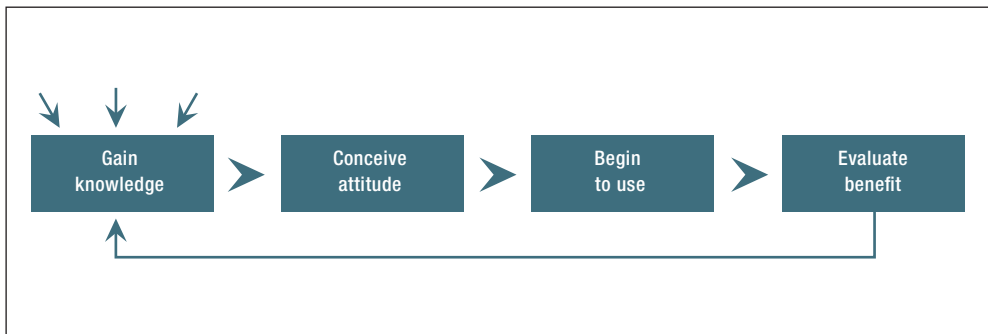 Gain
knowledge
Conceive
attitude
Begin
to use
Evaluate
benefit